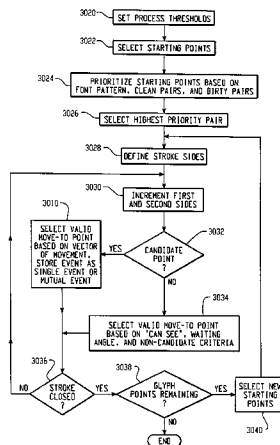 3020
SET PROCESS THRESHOLDS
3022
SELECT STARTING POINTS
3024
PRIORITIZE STARTING POINTS BASED ON
FONT PATTERN, CLEAN PAIRS, AND DIRTY PAIRS
3026
SELECT HIGHEST PRIORITY PAIR
3028
DEFINE STROKE SIDES
3030
INCREMENT FIRST
AND SECOND SIDES
3010
SELECT VALID
MOVE-TO POINT
BASED ON VECTOR
OF MOVEMENT,
STORE EVENT AS
SINGLE EVENT OR
MUTUAL EVENT
YES
3032
CANDIDATE
POINT
?
NO
3034
SELECT VALID MOVE-TO POINT
BASED ON "CAN SEE", WAITING
ANGLE, AND NON-CANDIDATE CRITERIA
3036
NO
STROKE
CLOSED
?
YES
3038
GLYPH
POINTS REMAINING
?
YES
SELECT NEW
STARTING
POINTS
3040
NO
END